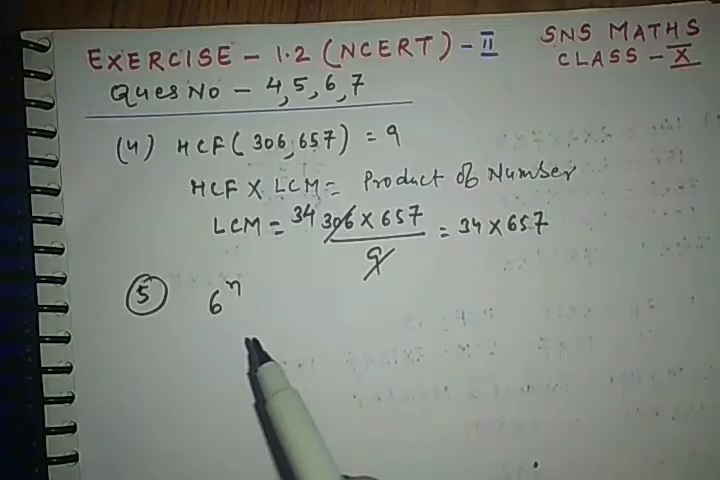 EXERCISE - 1.2 (NCERT) - II
SNS MATHS
CLASS - X
Ques No - 4,5,6,7
(4) HCF(306,657) = 9
HCF X LCM = Product of Number
LCM = 34 306 X 657 / 9 = 34 X 657
(5) 6^n